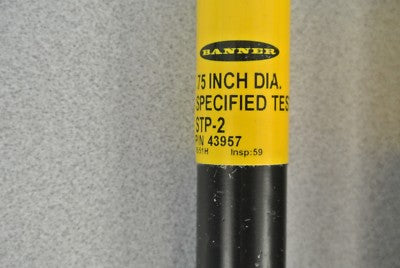 BANNER
.75 INCH DIA.
SPECIFIED TES
STP-2
P/N 43957
Insp:59